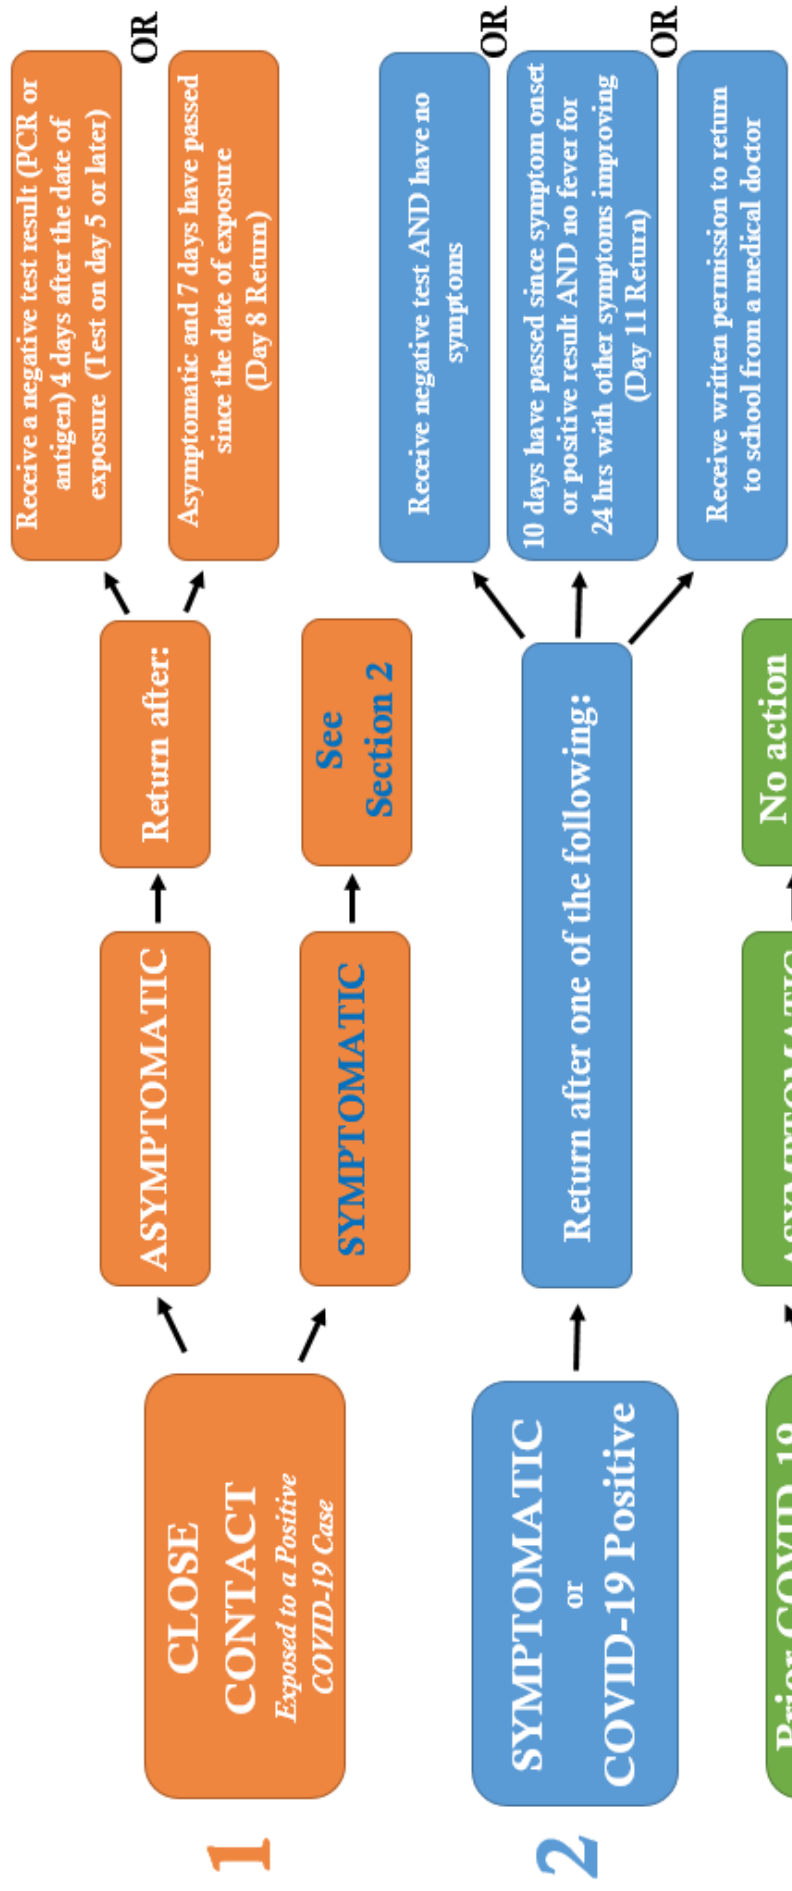 1
CLOSE
CONTACT
Exposed to a Positive
COVID-19 Case
ASYMPTOMATIC
Return after:
Receive a negative test result (PCR or
antigen) 4 days after the date of
exposure (Test on day 5 or later)
OR
Asymptomatic and 7 days have passed
since the date of exposure
(Day 8 Return)
SYMPTOMATIC
See
Section 2
2
SYMPTOMATIC
or
COVID-19 Positive
Return after one of the following:
Receive negative test AND have no
symptoms
OR
10 days have passed since symptom onset
or positive result AND no fever for
24 hrs with other symptoms improving
(Day 11 Return)
OR
Receive written permission to return
to school from a medical doctor
Prior COVID-19
ASYMPTOMATIC
No action